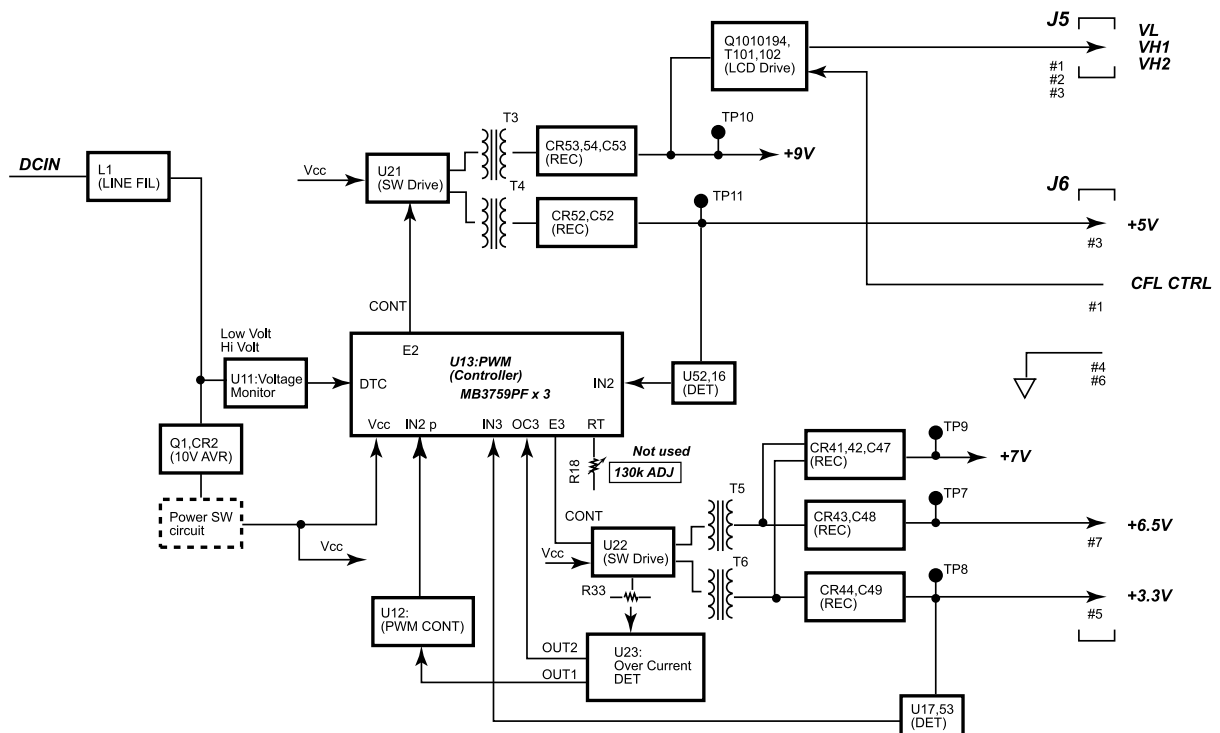 J5
VL
VH1
VH2
#1
#2
#3
Q1010194,
T101,102
(LCD Drive)
TP10
+9V
T3
CR53,54,C53
(REC)
DCIN
L1
(LINE FIL)
Vcc
U21
(SW Drive)
T4
CR52,C52
(REC)
TP11
J6
+5V
#3
CFL CTRL
#1
CONT
Low Volt
Hi Volt
U11:Voltage
Monitor
E2
U13:PWM
(Controller)
MB3759PF x 3
DTC
IN2
Vcc
IN2 p
IN3
OC3
E3
RT
U52,16
(DET)
#4
#6
Q1,CR2
(10V AVR)
Power SW
circuit
Vcc
R18
Not used
130k ADJ
CR41,42,C47
(REC)
TP9
+7V
CONT
T5
CR43,C48
(REC)
TP7
+6.5V
#7
Vcc
U22
(SW Drive)
T6
CR44,C49
(REC)
TP8
+3.3V
#5
R33
U12:
(PWM CONT)
OUT2
OUT1
U23:
Over Current
DET
U17,53
(DET)